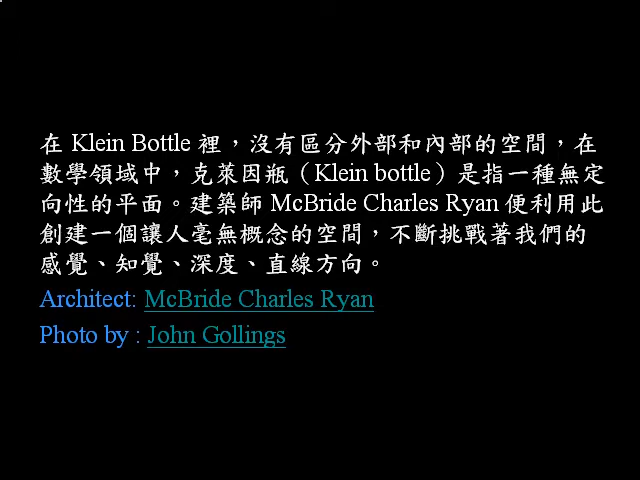 在 Klein Bottle 裡，沒有區分外部和內部的空間，在
數學領域中，克萊因瓶（Klein bottle）是指一種無定
向性的平面。建築師 McBride Charles Ryan 便利用此
創建一個讓人毫無概念的空間，不斷挑戰著我們的
感覺、知覺、深度、直線方向。
Architect: McBride Charles Ryan
Photo by : John Gollings